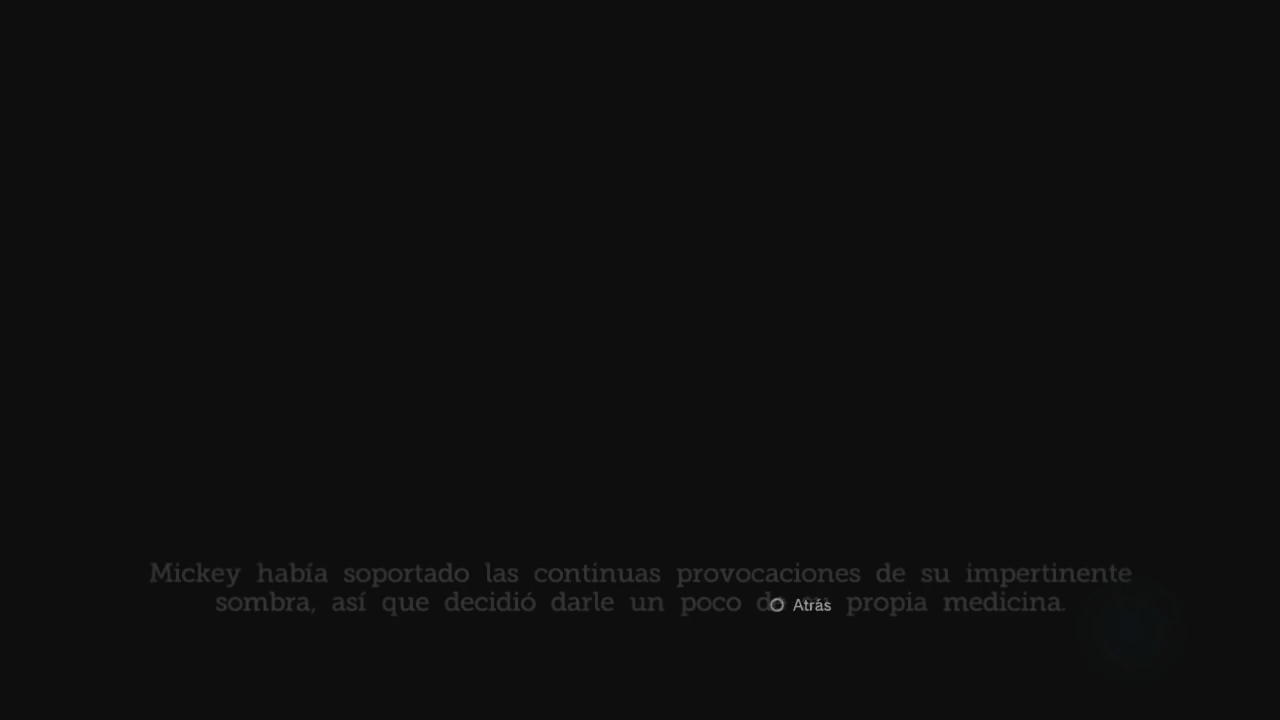 Mickey había soportado las continuas provocaciones de su impertinente
sombra, así que decidió darle un poco de su propia medicina.
Atrás